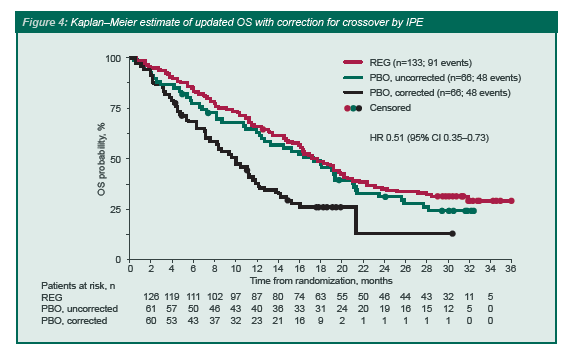 Figure 4: Kaplan–Meier estimate of updated OS with correction for crossover by IPE
100
75
50
25
0
OS probability, %
REG (n=133; 91 events)
PBO, uncorrected (n=66; 48 events)
PBO, corrected (n=66; 48 events)
Censored
HR 0.51 (95% CI 0.35–0.73)
0 2 4 6 8 10 12 14 16 18 20 22 24 26 28 30 32 34 36
Time from randomization, months
Patients at risk, n
REG 126 119 111 102 97 87 80 74 63 55 50 46 44 43 32 11 5
PBO, uncorrected 61 57 50 46 43 40 36 33 31 24 20 19 16 15 12 5 0
PBO, corrected 60 53 43 37 32 23 21 16 9 2 1 1 1 1 1 0 0